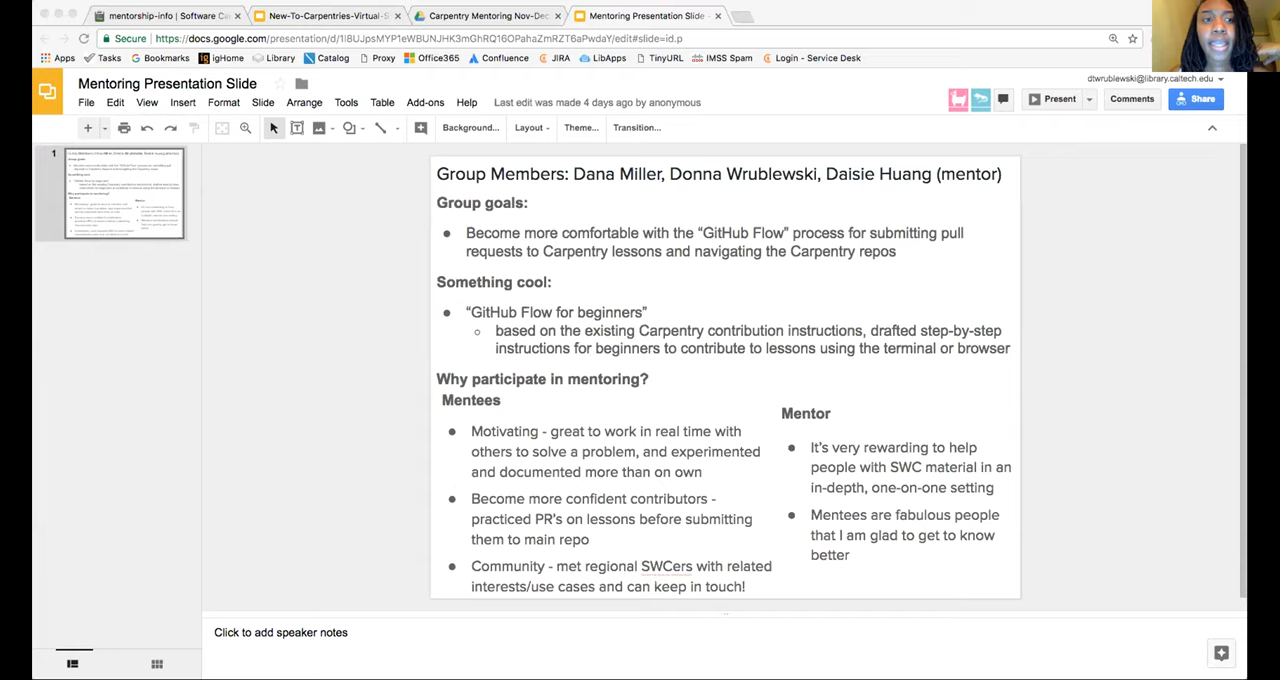 mentorship-info | Software Ca
New-To-Carpentries-Virtual-S
Carpentry Mentoring Nov-Dec
Mentoring Presentation Slide -
Secure
https://docs.google.com/presentation/d/1I8UJpsMYP1eWBUNJHK3mGhRQ16OPahaZmRZT6aPwdaY/edit#slide=id.p
Apps Tasks Bookmarks igHome Library Catalog Proxy Office365 Confluence JIRA LibApps TinyURL IMSS Spam Login - Service Desk
dtwrublewski@library.caltech.edu
Mentoring Presentation Slide
File Edit View Insert Format Slide Arrange Tools Table Add-ons Help Last edit was made 4 days ago by anonymous
Present Comments Share
Background... Layout Theme... Transition...
1
Group Members: Dana Miller, Donna Wrublewski, Daisie Huang (mentor)
Group goals:
● Become more comfortable with the “GitHub Flow” process for submitting pull
requests to Carpentry lessons and navigating the Carpentry repos
Something cool:
● “GitHub Flow for beginners”
○ based on the existing Carpentry contribution instructions, drafted step-by-step
instructions for beginners to contribute to lessons using the terminal or browser
Why participate in mentoring?
Mentees
● Motivating - great to work in real time with
others to solve a problem, and experimented
and documented more than on own
● Become more confident contributors -
practiced PR’s on lessons before submitting
them to main repo
● Community - met regional SWCers with related
interests/use cases and can keep in touch!
Mentor
● It’s very rewarding to help
people with SWC material in an
in-depth, one-on-one setting
● Mentees are fabulous people
that I am glad to get to know
better
Click to add speaker notes